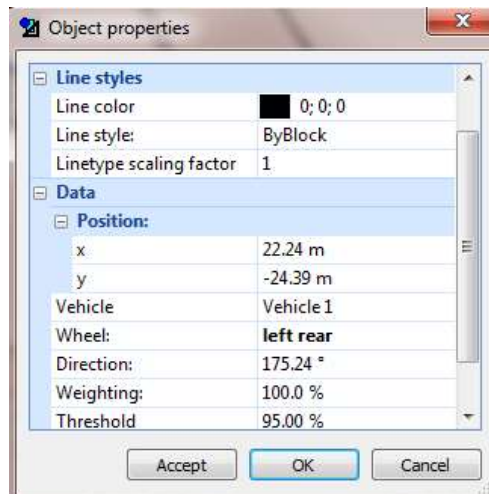 Object properties
Line styles
Line color 0; 0; 0
Line style: ByBlock
Linetype scaling factor 1
Data
Position:
x 22.24 m
y -24.39 m
Vehicle Vehicle 1
Wheel: left rear
Direction: 175.24 °
Weighting: 100.0 %
Threshold 95.00 %
Accept OK Cancel